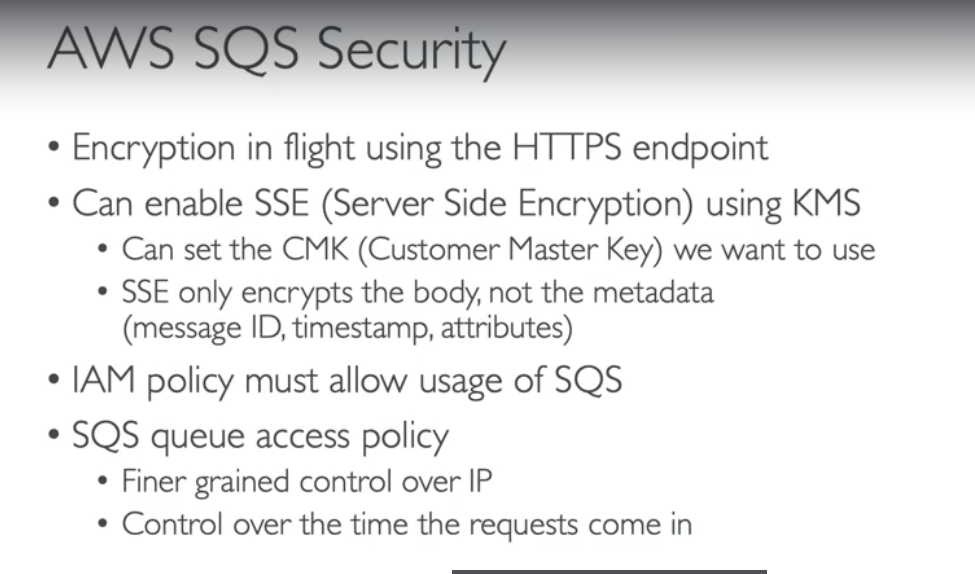 AWS SQS Security
• Encryption in flight using the HTTPS endpoint
• Can enable SSE (Server Side Encryption) using KMS
• Can set the CMK (Customer Master Key) we want to use
• SSE only encrypts the body, not the metadata
(message ID, timestamp, attributes)
• IAM policy must allow usage of SQS
• SQS queue access policy
• Finer grained control over IP
• Control over the time the requests come in